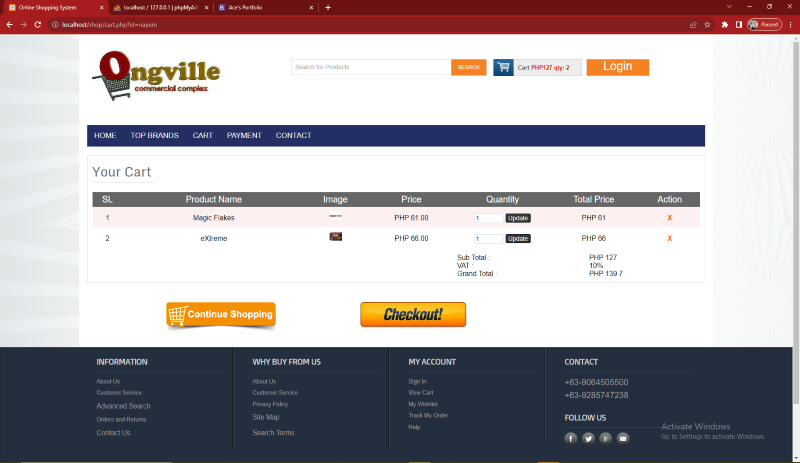 Online Shopping System
localhost / 127.0.0.1 | phpMyAd
Ace's Portfolio
localhost/shop/cart.php?id=nayem
Paused
Ongville
commercial complex
Search for Products
SEARCH
Cart PHP127 qty: 2
Login
HOME TOP BRANDS CART PAYMENT CONTACT
Your Cart
SL Product Name Image Price Quantity Total Price Action
1 Magic Flakes PHP 61.00 1 Update PHP 61 X
2 eXtreme PHP 66.00 1 Update PHP 66 X
Sub Total : PHP 127
VAT : 10%
Grand Total : PHP 139.7
Continue Shopping
Checkout!
INFORMATION
About Us
Customer Service
Advanced Search
Orders and Returns
Contact Us
WHY BUY FROM US
About Us
Customer Service
Privacy Policy
Site Map
Search Terms
MY ACCOUNT
Sign In
View Cart
My Wishlist
Track My Order
Help
CONTACT
+63-9064505500
+63-9285747238
FOLLOW US
Activate Windows
Go to Settings to activate Windows.